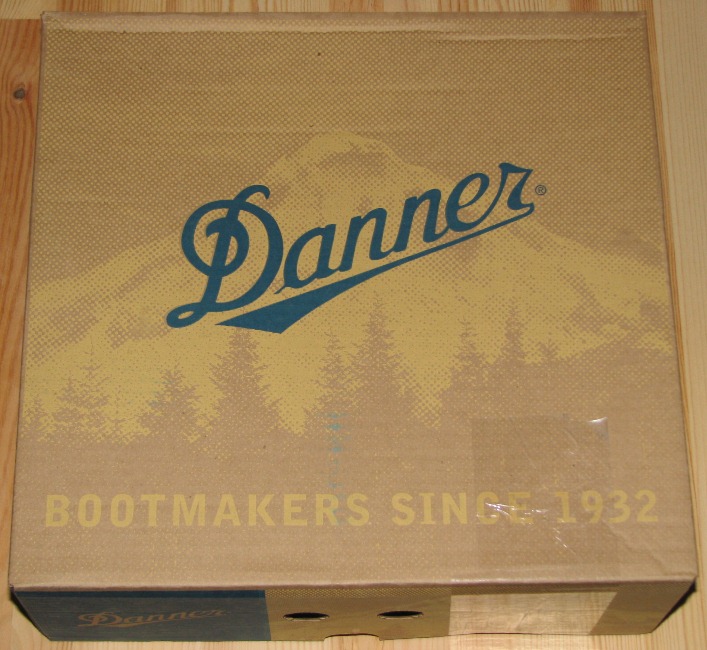 Danner®
BOOTMAKERS SINCE 1932
Danner